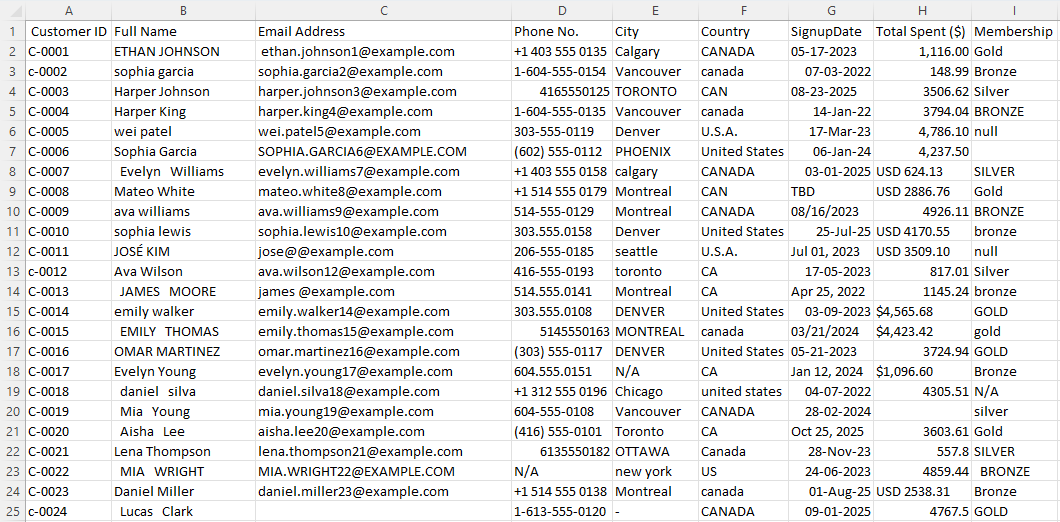 A B C D E F G H I
1 Customer ID Full Name Email Address Phone No. City Country SignupDate Total Spent ($) Membership
2 C-0001 ETHAN JOHNSON ethan.johnson1@example.com +1 403 555 0135 Calgary CANADA 05-17-2023 1,116.00 Gold
3 c-0002 sophia garcia sophia.garcia2@example.com 1-604-555-0154 Vancouver canada 07-03-2022 148.99 Bronze
4 C-0003 Harper Johnson harper.johnson3@example.com 4165550125 TORONTO CAN 08-23-2025 3506.62 Silver
5 C-0004 Harper King harper.king4@example.com 1-604-555-0135 Vancouver canada 14-Jan-22 3794.04 BRONZE
6 C-0005 wei patel wei.patel5@example.com 303-555-0119 Denver U.S.A. 17-Mar-23 4,786.10 null
7 C-0006 Sophia Garcia SOPHIA.GARCIA6@EXAMPLE.COM (602) 555-0112 PHOENIX United States 06-Jan-24 4,237.50
8 C-0007 Evelyn Williams evelyn.williams7@example.com +1 403 555 0158 calgary CANADA 03-01-2025 USD 624.13 SILVER
9 C-0008 Mateo White mateo.white8@example.com +1 514 555 0179 Montreal CAN TBD USD 2886.76 Gold
10 C-0009 ava williams ava.williams9@example.com 514-555-0129 Montreal CANADA 08/16/2023 4926.11 BRONZE
11 C-0010 sophia lewis sophia.lewis10@example.com 303.555.0158 Denver United States 25-Jul-25 USD 4170.55 bronze
12 C-0011 JOSÉ KIM jose@@example.com 206-555-0185 seattle U.S.A. Jul 01, 2023 USD 3509.10 null
13 c-0012 Ava Wilson ava.wilson12@example.com 416-555-0193 toronto CA 17-05-2023 817.01 Silver
14 C-0013 JAMES MOORE james @example.com 514.555.0141 Montreal CA Apr 25, 2022 1145.24 bronze
15 C-0014 emily walker emily.walker14@example.com 303.555.0108 DENVER United States 03-09-2023 $4,565.68 GOLD
16 C-0015 EMILY THOMAS emily.thomas15@example.com 5145550163 MONTREAL canada 03/21/2024 $4,423.42 gold
17 C-0016 OMAR MARTINEZ omar.martinez16@example.com (303) 555-0117 DENVER United States 05-21-2023 3724.94 GOLD
18 C-0017 Evelyn Young evelyn.young17@example.com 604.555.0151 N/A CA Jan 12, 2024 $1,096.60 Bronze
19 C-0018 daniel silva daniel.silva18@example.com +1 312 555 0196 Chicago united states 04-07-2022 4305.51 N/A
20 C-0019 Mia Young mia.young19@example.com 604-555-0108 Vancouver CANADA 28-02-2024 silver
21 C-0020 Aisha Lee aisha.lee20@example.com (416) 555-0101 Toronto CA Oct 25, 2025 3603.61 Gold
22 C-0021 Lena Thompson lena.thompson21@example.com 6135550182 OTTAWA Canada 28-Nov-23 557.8 SILVER
23 C-0022 MIA WRIGHT MIA.WRIGHT22@EXAMPLE.COM N/A new york US 24-06-2023 4859.44 BRONZE
24 C-0023 Daniel Miller daniel.miller23@example.com +1 514 555 0138 Montreal canada 01-Aug-25 USD 2538.31 Bronze
25 c-0024 Lucas Clark 1-613-555-0120 - CANADA 09-01-2025 4767.5 GOLD